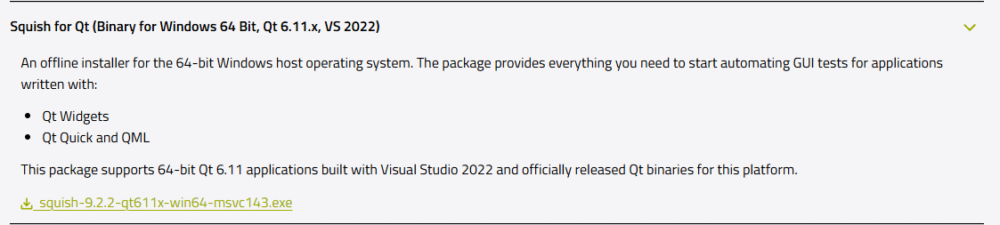 Squish for Qt (Binary for Windows 64 Bit, Qt 6.11.x, VS 2022)
An offline installer for the 64-bit Windows host operating system. The package provides everything you need to start automating GUI tests for applications
written with:
• Qt Widgets
• Qt Quick and QML
This package supports 64-bit Qt 6.11 applications built with Visual Studio 2022 and officially released Qt binaries for this platform.
squish-9.2.2-qt611x-win64-msvc143.exe